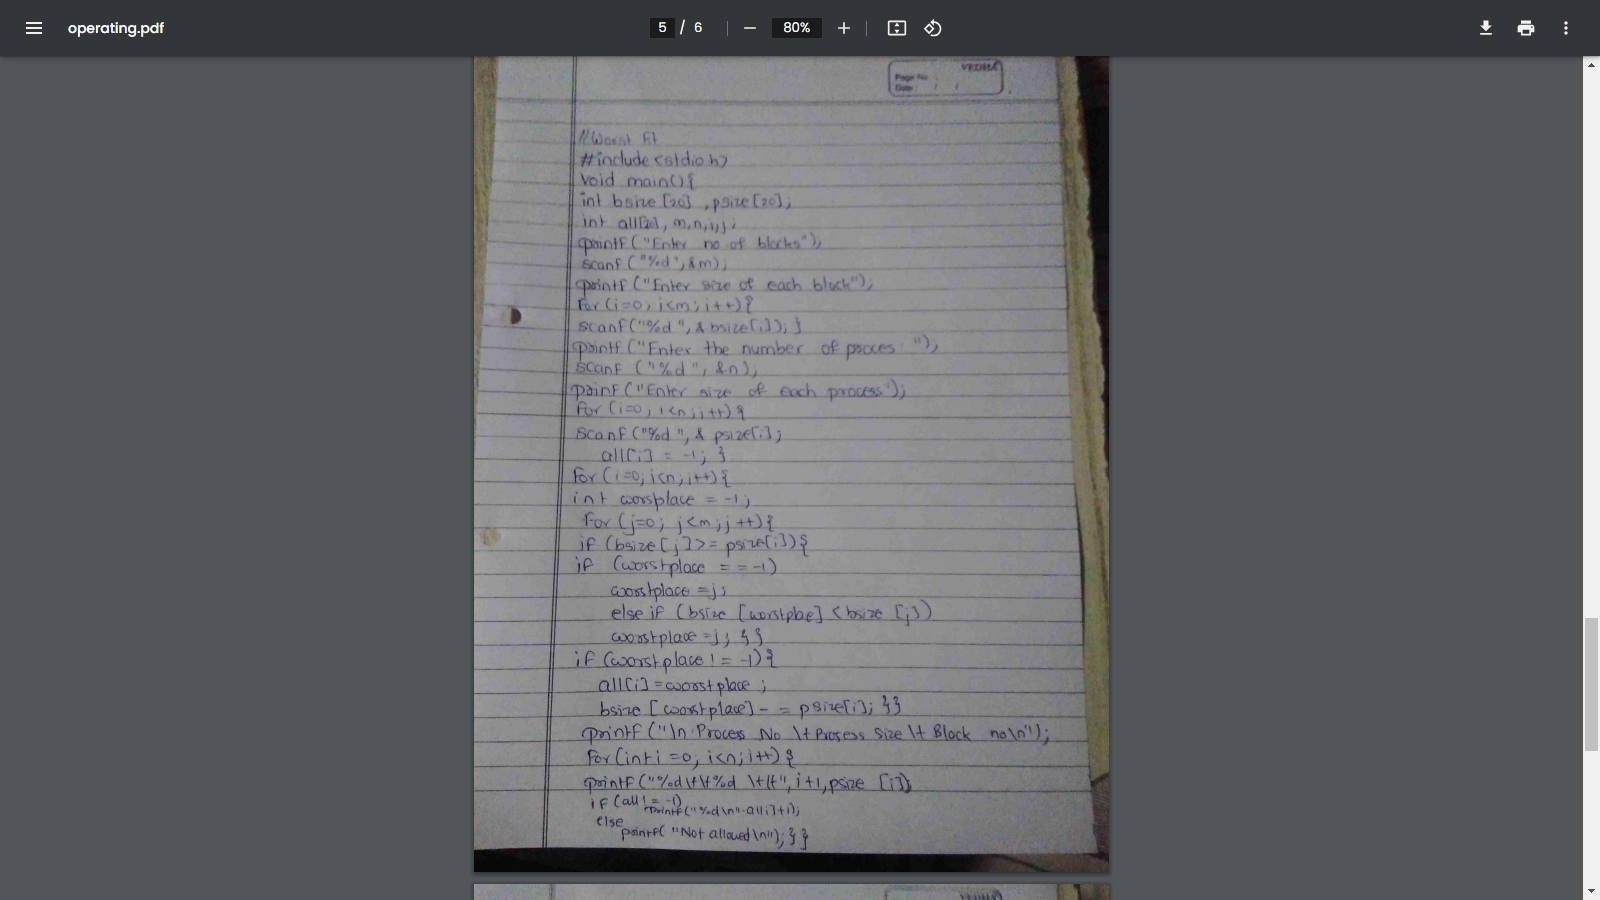 operating.pdf
5 / 6
80%
VEDHA
Page No
Date : / /
//Worst fit
#include<stdio.h>
void main(){
int bsize[20] ,psize[20];
int all[20], m,n,i,j;
printf("Enter no of blocks");
scanf("%d",&m);
printf("Enter size of each block");
for(i=0; i<m; i++){
scanf("%d",&bsize[i]); }
printf("Enter the number of proces ");
scanf ("%d", &n);
prinf("Enter size of each process");
for(i=0; i<n;i++){
scanf("%d", & psize[i];
all[i] = -1; }
for(i=0;i<n;i++){
int worsplace = -1;
for(j=0; j<m;j++){
if (bsize[j]>= psize[i]){
if (worstplace = = -1)
worstplace =j;
else if (bsize [worstplce] <bsize [j])
worstplace =j; }}
if (worstplace ! = -1){
all[i] =worstplace ;
bsize [worstplace] - = psize[i]; }}
printf("\n Process No \t Prosess Size \t Block no\n");
for(int i =0; i<n;i++){
printf("%d\t\t%d \t\t",i+1,psize [i]);
if (all ! = -1)
printf("%d\n" all[i]+1);
else
printf( "Not allowed\n"); } }